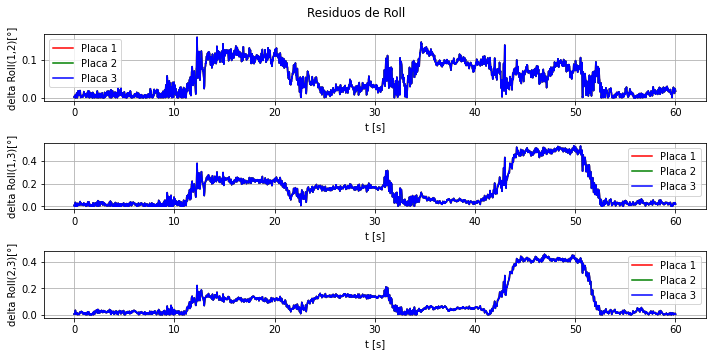 Residuos de Roll
delta Roll(1,2)[°]
0.1
0.0
Placa 1
Placa 2
Placa 3
0 10 20 30 40 50 60
t [s]
delta Roll(1,3)[°]
0.4
0.2
0.0
Placa 1
Placa 2
Placa 3
0 10 20 30 40 50 60
t [s]
delta Roll(2,3)[°]
0.4
0.2
0.0
Placa 1
Placa 2
Placa 3
0 10 20 30 40 50 60
t [s]